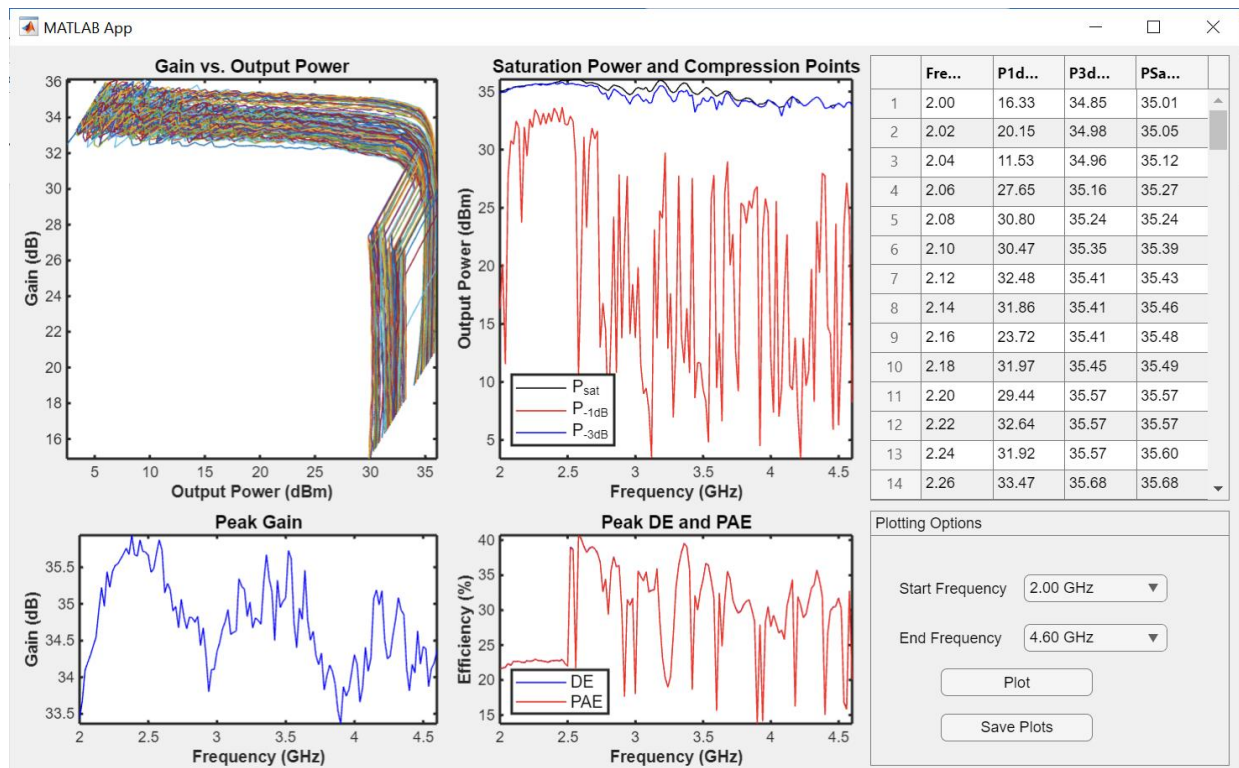 MATLAB App
Gain vs. Output Power
36
34
32
30
28
26
24
22
20
18
16
Gain (dB)
5 10 15 20 25 30 35
Output Power (dBm)
Saturation Power and Compression Points
35
30
25
20
15
10
5
Output Power (dBm)
P_sat
P_-1dB
P_-3dB
2 2.5 3 3.5 4 4.5
Frequency (GHz)
Fre... P1d... P3d... PSa...
1 2.00 16.33 34.85 35.01
2 2.02 20.15 34.98 35.05
3 2.04 11.53 34.96 35.12
4 2.06 27.65 35.16 35.27
5 2.08 30.80 35.24 35.24
6 2.10 30.47 35.35 35.39
7 2.12 32.48 35.41 35.43
8 2.14 31.86 35.41 35.46
9 2.16 23.72 35.41 35.48
10 2.18 31.97 35.45 35.49
11 2.20 29.44 35.57 35.57
12 2.22 32.64 35.57 35.57
13 2.24 31.92 35.57 35.60
14 2.26 33.47 35.68 35.68
Peak Gain
35.5
35
34.5
34
33.5
Gain (dB)
2 2.5 3 3.5 4 4.5
Frequency (GHz)
Peak DE and PAE
40
35
30
25
20
15
Efficiency (%)
DE
PAE
2 2.5 3 3.5 4 4.5
Frequency (GHz)
Plotting Options
Start Frequency 2.00 GHz
End Frequency 4.60 GHz
Plot
Save Plots